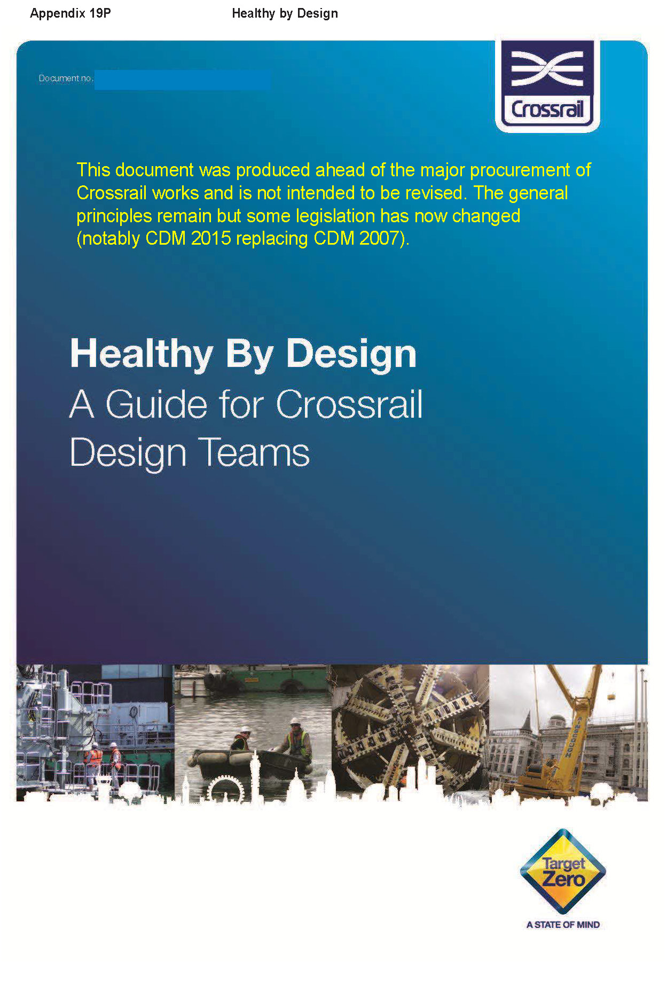 Appendix 19P Healthy by Design
Document no.
Crossrail
This document was produced ahead of the major procurement of
Crossrail works and is not intended to be revised. The general
principles remain but some legislation has now changed
(notably CDM 2015 replacing CDM 2007).
Healthy By Design
A Guide for Crossrail
Design Teams
AINSCOUGH
Target
Zero
A STATE OF MIND